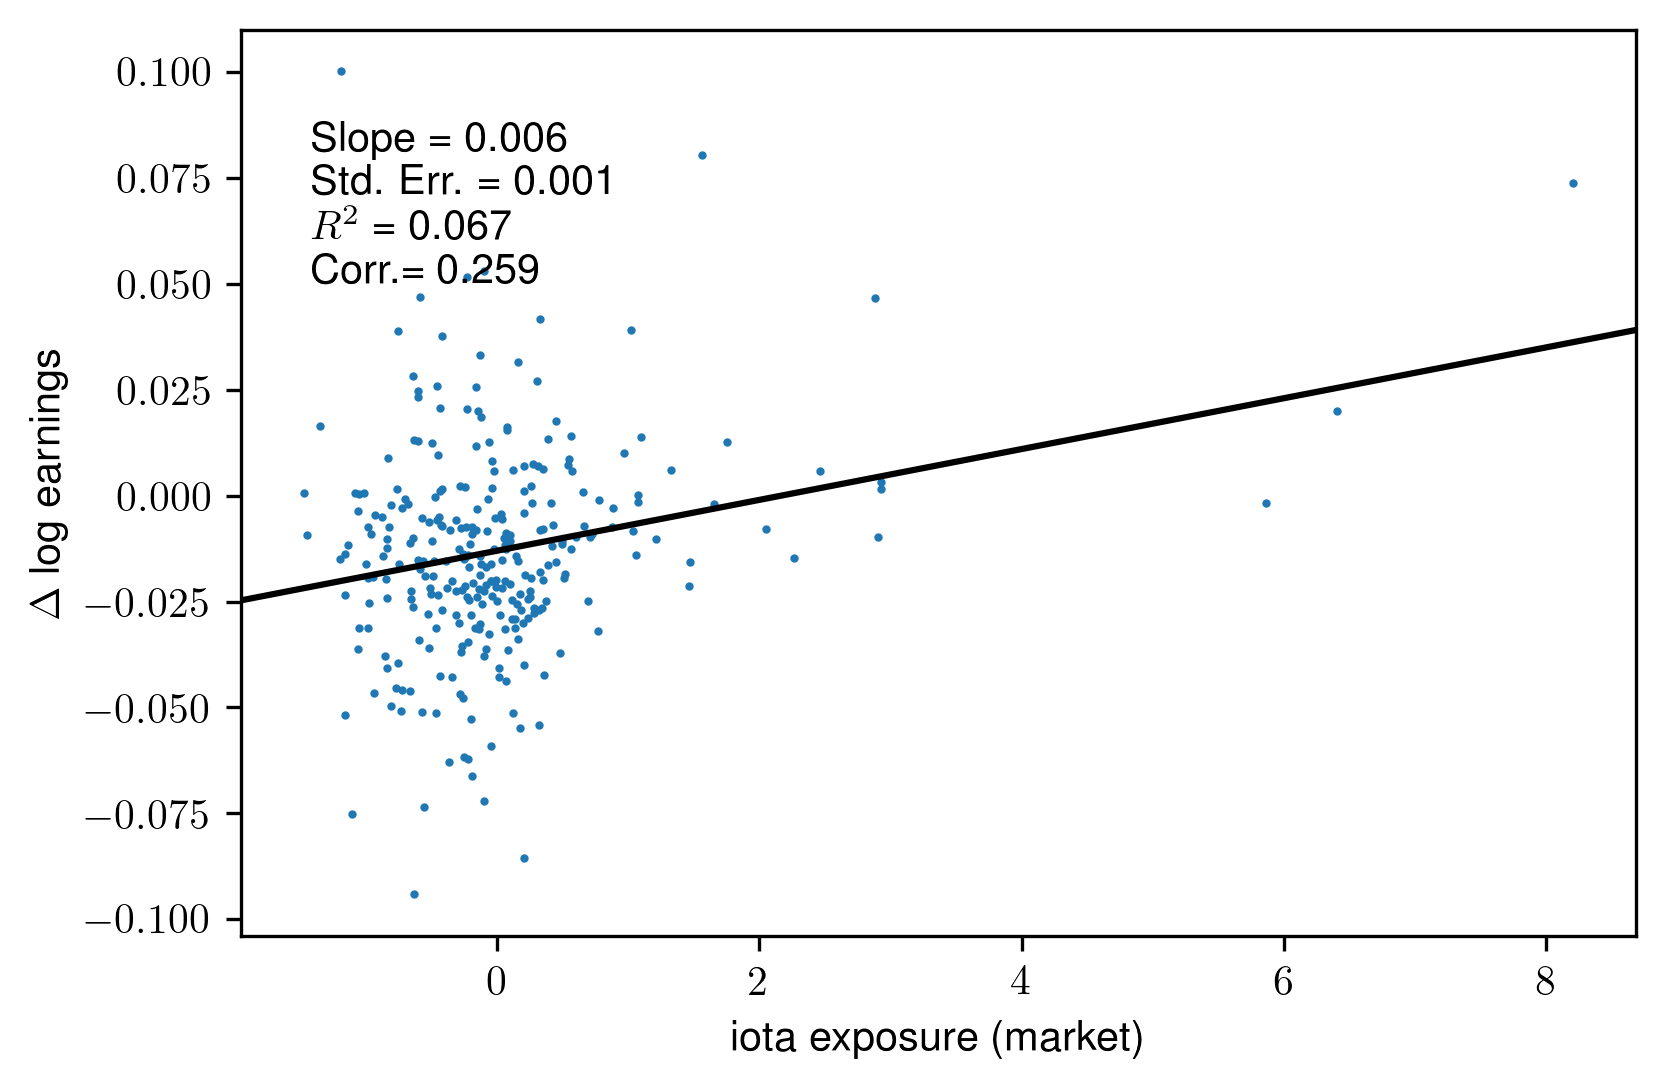 0.100
0.075
0.050
0.025
0.000
−0.025
−0.050
−0.075
−0.100
Δ log earnings
Slope = 0.006
Std. Err. = 0.001
R² = 0.067
Corr.= 0.259
0 2 4 6 8
iota exposure (market)